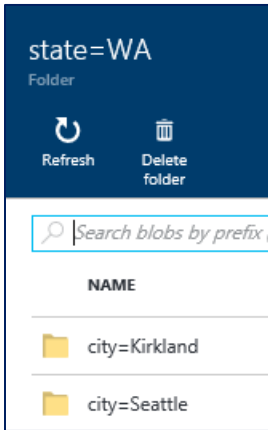 state=WA
Folder
Refresh
Delete
folder
Search blobs by prefix
NAME
city=Kirkland
city=Seattle